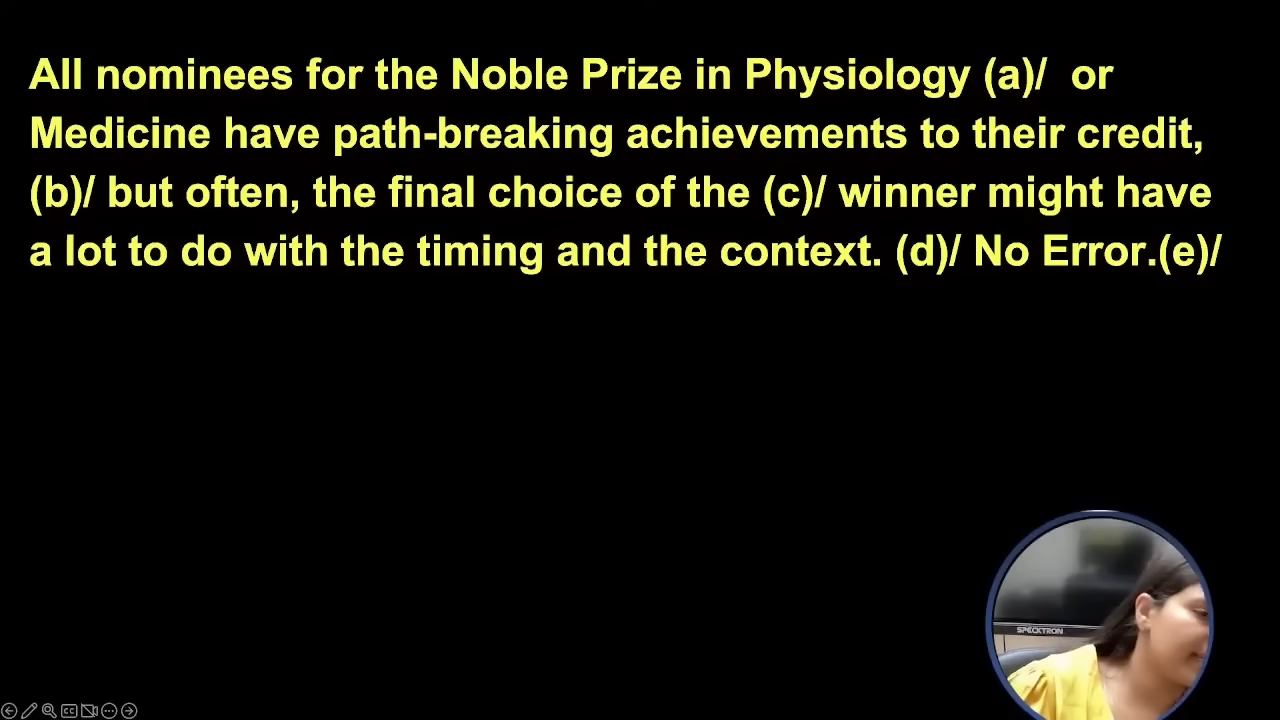 All nominees for the Noble Prize in Physiology (a)/ or
Medicine have path-breaking achievements to their credit,
(b)/ but often, the final choice of the (c)/ winner might have
a lot to do with the timing and the context. (d)/ No Error.(e)/
SPECKTRON
CC